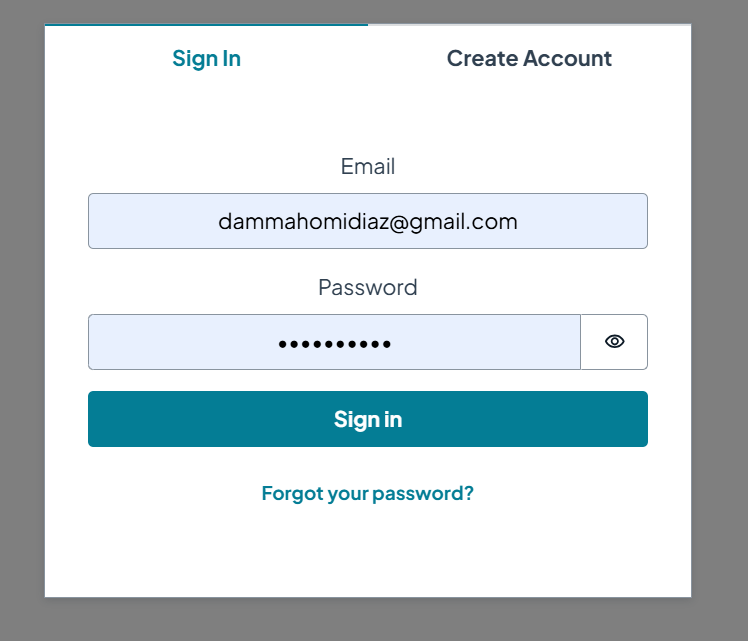 Sign In
Create Account
Email
dammahomidiaz@gmail.com
Password
••••••••••
Sign in
Forgot your password?